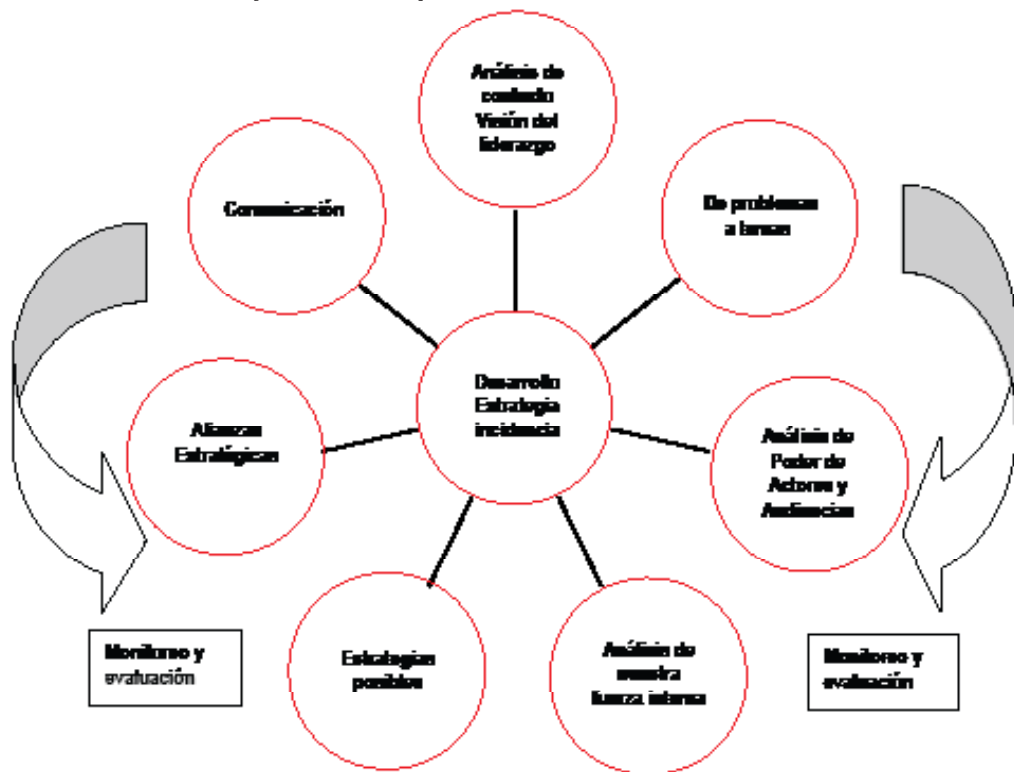 Análisis de
contexto
Visión del
liderazgo
Comunicación
De problemas
a temas
Desarrollo
Estrategia
incidencia
Alianzas
Estratégicas
Análisis de
Poder de
Actores y
Audiencias
Estrategias
posibles
Análisis de
nuestra
fuerza interna
Monitoreo y
evaluación
Monitoreo y
evaluación